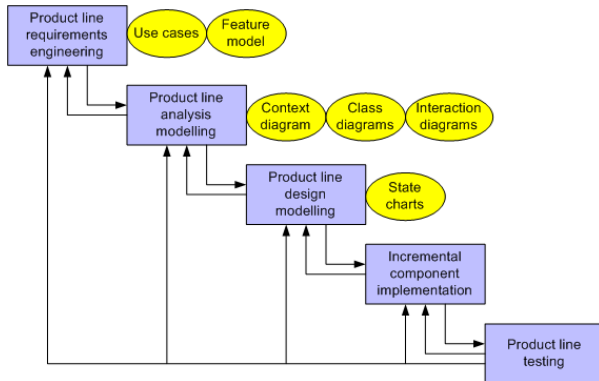 Product line
requirements
engineering
Use cases
Feature
model
Product line
analysis
modelling
Context
diagram
Class
diagrams
Interaction
diagrams
Product line
design
modelling
State
charts
Incremental
component
implementation
Product line
testing